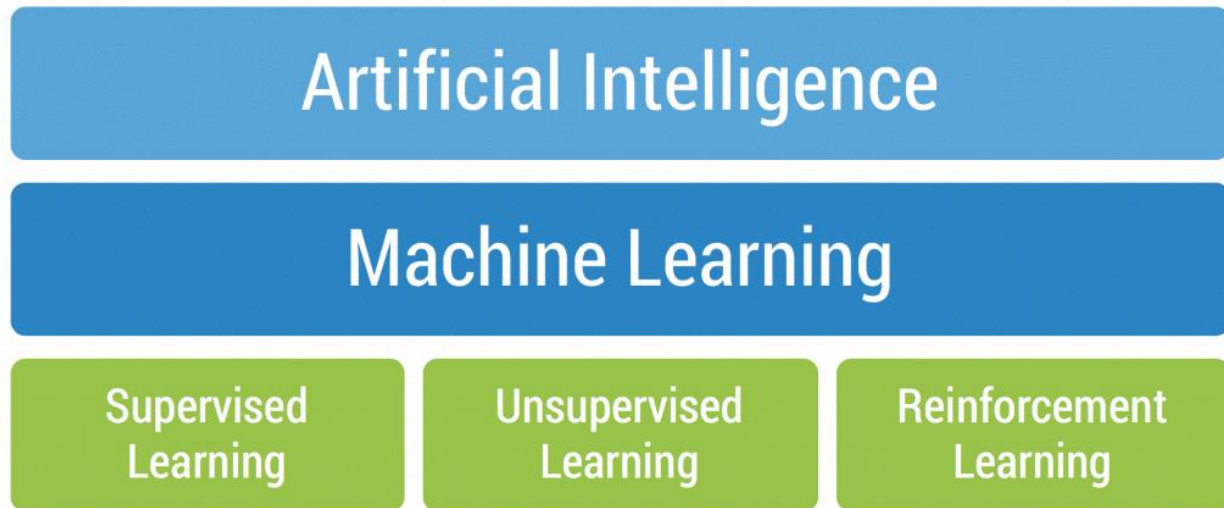 Artificial Intelligence
Machine Learning
Supervised
Learning
Unsupervised
Learning
Reinforcement
Learning